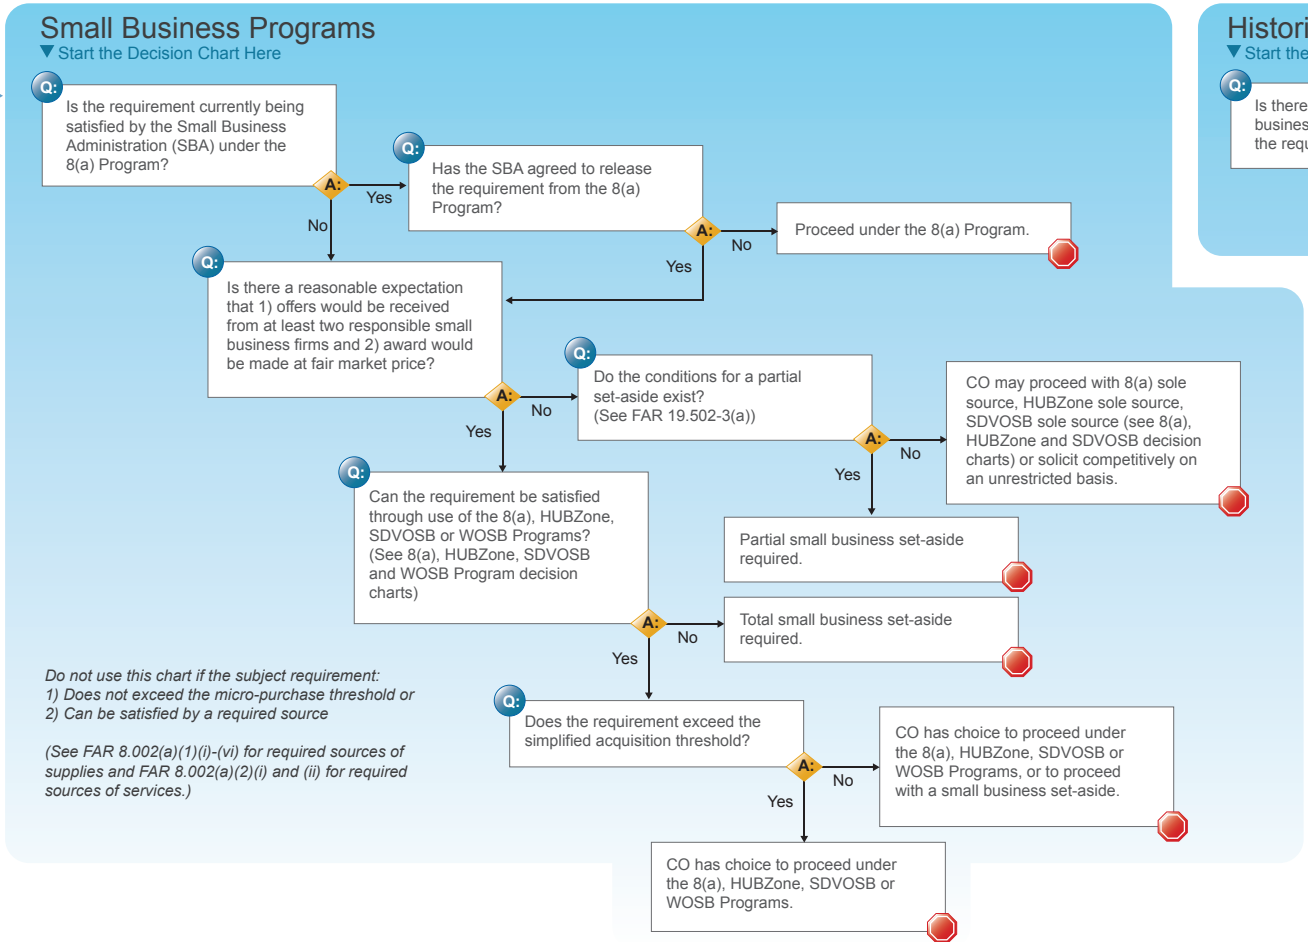 Small Business Programs
Start the Decision Chart Here
Q:
Is the requirement currently being
satisfied by the Small Business
Administration (SBA) under the
8(a) Program?
A:
Yes
No
Q:
Has the SBA agreed to release
the requirement from the 8(a)
Program?
A:
No
Yes
Proceed under the 8(a) Program.
Q:
Is there a reasonable expectation
that 1) offers would be received
from at least two responsible small
business firms and 2) award would
be made at fair market price?
A:
No
Yes
Q:
Do the conditions for a partial
set-aside exist?
(See FAR 19.502-3(a))
A:
No
Yes
CO may proceed with 8(a) sole
source, HUBZone sole source,
SDVOSB sole source (see 8(a),
HUBZone and SDVOSB decision
charts) or solicit competitively on
an unrestricted basis.
Partial small business set-aside
required.
Q:
Can the requirement be satisfied
through use of the 8(a), HUBZone,
SDVOSB or WOSB Programs?
(See 8(a), HUBZone, SDVOSB
and WOSB Program decision
charts)
A:
No
Yes
Total small business set-aside
required.
Q:
Does the requirement exceed the
simplified acquisition threshold?
A:
No
Yes
CO has choice to proceed under
the 8(a), HUBZone, SDVOSB or
WOSB Programs, or to proceed
with a small business set-aside.
CO has choice to proceed under
the 8(a), HUBZone, SDVOSB or
WOSB Programs.
Do not use this chart if the subject requirement:
1) Does not exceed the micro-purchase threshold or
2) Can be satisfied by a required source
(See FAR 8.002(a)(1)(i)-(vi) for required sources of
supplies and FAR 8.002(a)(2)(i) and (ii) for required
sources of services.)
Histori
Start the
Q:
Is there
busines
the requ